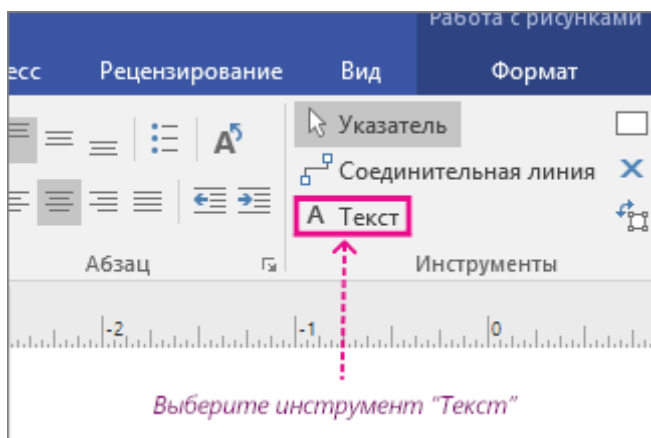 Работа с рисунками
есс Рецензирование Вид Формат
Указатель
Соединительная линия
A Текст
Абзац Инструменты
-2 -1 0
Выберите инструмент "Текст"